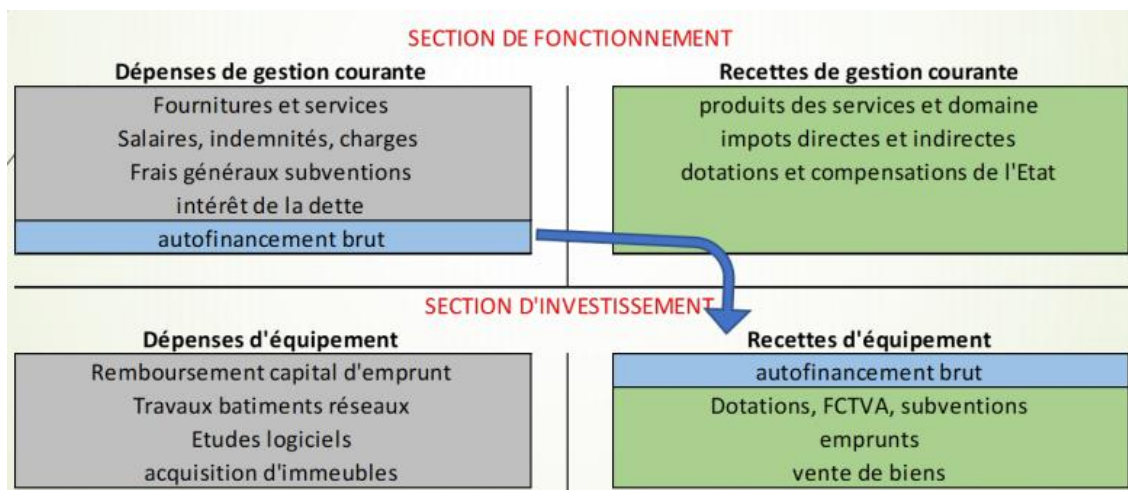 SECTION DE FONCTIONNEMENT
Dépenses de gestion courante
Fournitures et services
Salaires, indemnités, charges
Frais généraux subventions
intérêt de la dette
autofinancement brut
Recettes de gestion courante
produits des services et domaine
impots directes et indirectes
dotations et compensations de l'Etat
SECTION D'INVESTISSEMENT
Dépenses d'équipement
Remboursement capital d'emprunt
Travaux batiments réseaux
Etudes logiciels
acquisition d'immeubles
Recettes d'équipement
autofinancement brut
Dotations, FCTVA, subventions
emprunts
vente de biens